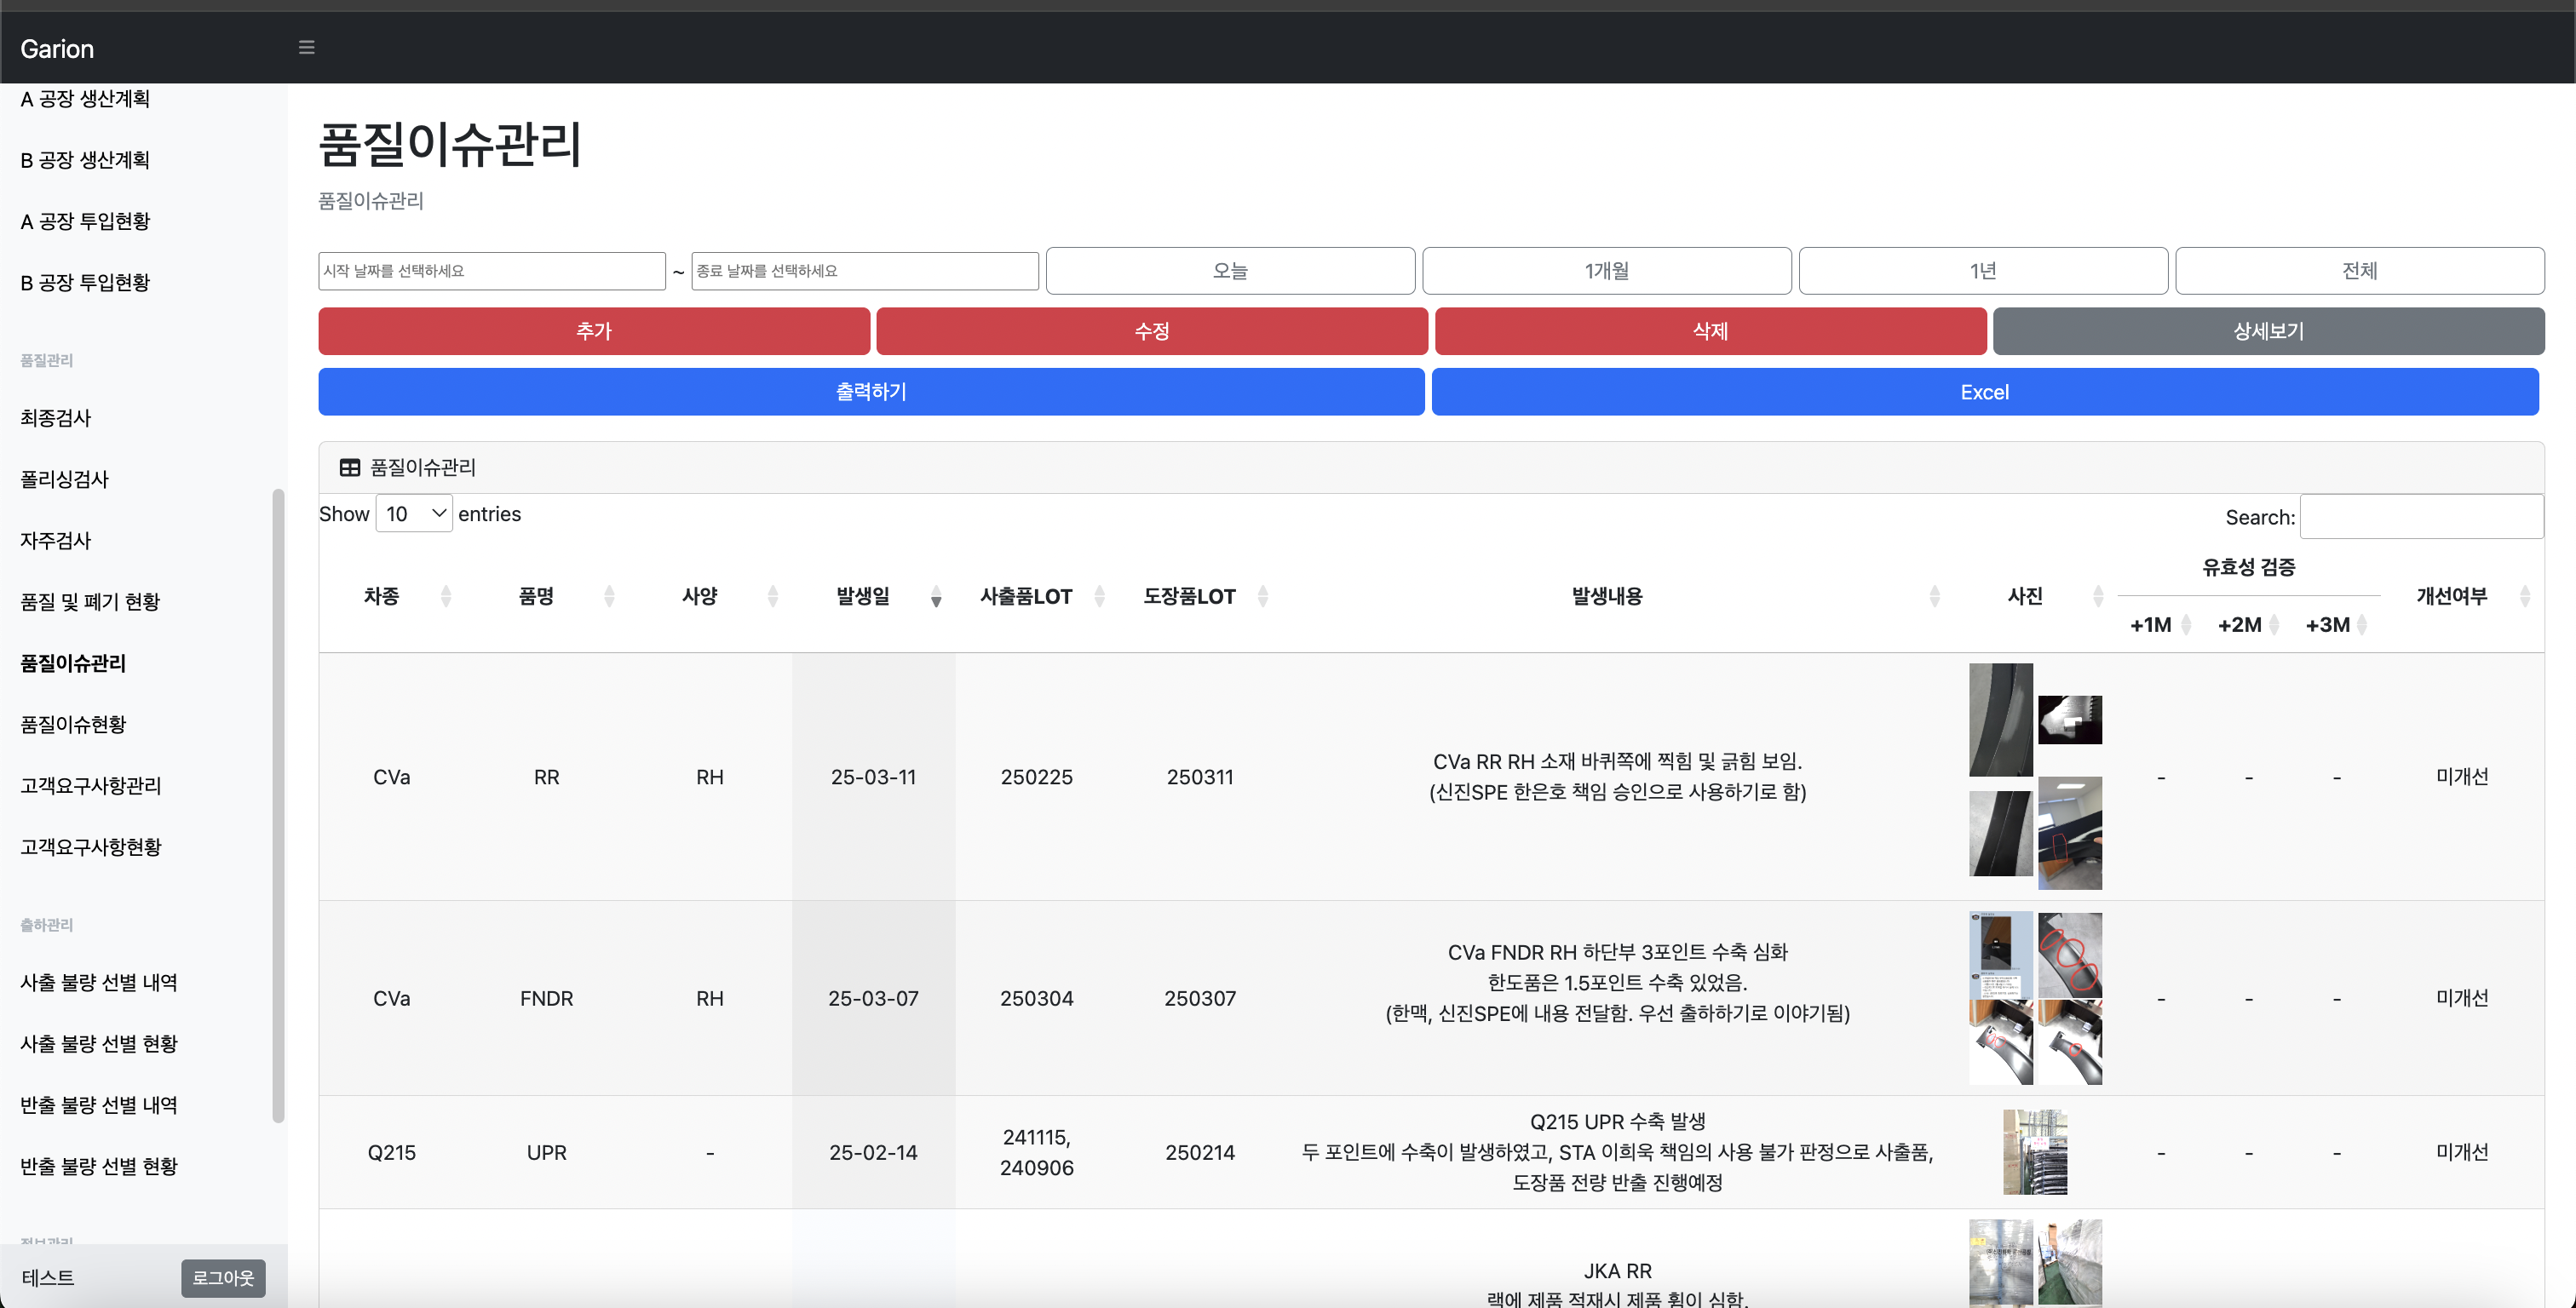 Garion
A 공장 생산계획
B 공장 생산계획
A 공장 투입현황
B 공장 투입현황
품질관리
최종검사
폴리싱검사
자주검사
품질 및 폐기 현황
품질이슈관리
품질이슈현황
고객요구사항관리
고객요구사항현황
출하관리
사출 불량 선별 내역
사출 불량 선별 현황
반출 불량 선별 내역
반출 불량 선별 현황
정보관리
테스트
로그아웃
품질이슈관리
품질이슈관리
시작 날짜를 선택하세요 ~ 종료 날짜를 선택하세요 오늘 1개월 1년 전체
추가 수정 삭제 상세보기
출력하기 Excel
품질이슈관리
Show 10 entries Search:
차종 품명 사양 발생일 사출품LOT 도장품LOT 발생내용 사진 유효성 검증 개선여부
+1M +2M +3M
CVa RR RH 25-03-11 250225 250311
CVa RR RH 소재 바퀴쪽에 찍힘 및 긁힘 보임.
(신진SPE 한은호 책임 승인으로 사용하기로 함)
- - - 미개선
CVa FNDR RH 25-03-07 250304 250307
CVa FNDR RH 하단부 3포인트 수축 심화
한도품은 1.5포인트 수축 있었음.
(한맥, 신진SPE에 내용 전달함. 우선 출하하기로 이야기됨)
- - - 미개선
Q215 UPR - 25-02-14
241115,
240906
250214
Q215 UPR 수축 발생
두 포인트에 수축이 발생하였고, STA 이희욱 책임의 사용 불가 판정으로 사출품,
도장품 전량 반출 진행예정
- - - 미개선
JKA RR
랙에 제품 적재시 제품 휨이 심함.